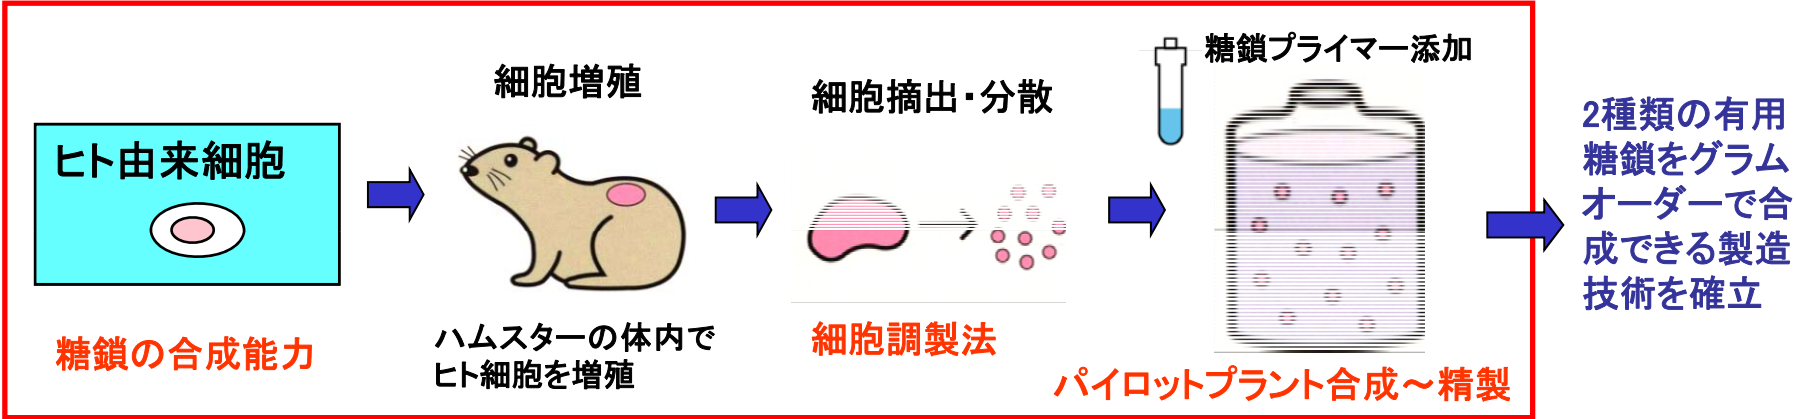 ヒト由来細胞
糖鎖の合成能力
細胞増殖
ハムスターの体内で
ヒト細胞を増殖
細胞摘出・分散
細胞調製法
糖鎖プライマー添加
パイロットプラント合成～精製
2種類の有用
糖鎖をグラム
オーダーで合
成できる製造
技術を確立